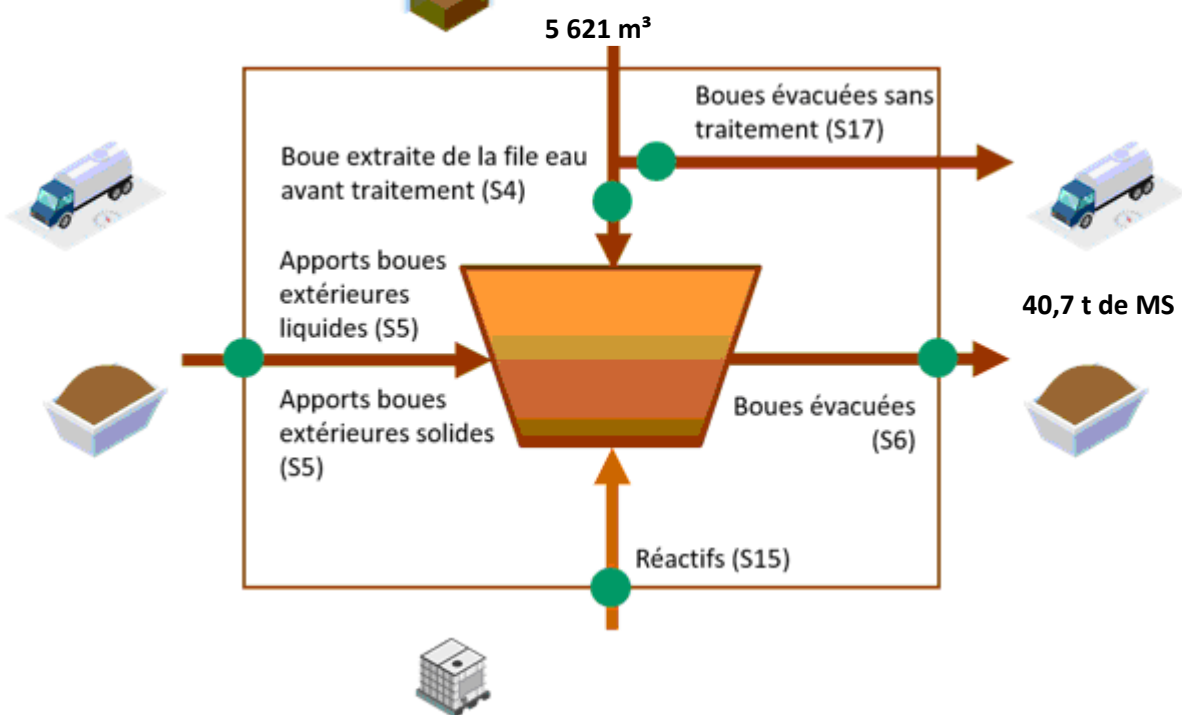 5 621 m³
Boues évacuées sans
traitement (S17)
Boue extraite de la file eau
avant traitement (S4)
Apports boues
extérieures
liquides (S5)
40,7 t de MS
Apports boues
extérieures solides
(S5)
Boues évacuées
(S6)
Réactifs (S15)